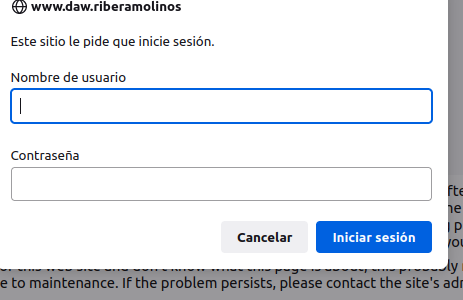 www.daw.riberamolinos
Este sitio le pide que inicie sesión.
Nombre de usuario
Contraseña
Cancelar Iniciar sesión
of this web site and don't know what this page is about, this probably
e to maintenance. If the problem persists, please contact the site's